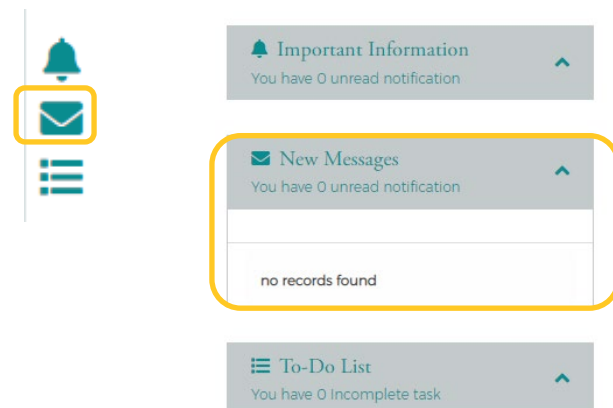 Important Information
You have 0 unread notification
New Messages
You have 0 unread notification
no records found
To-Do List
You have 0 Incomplete task